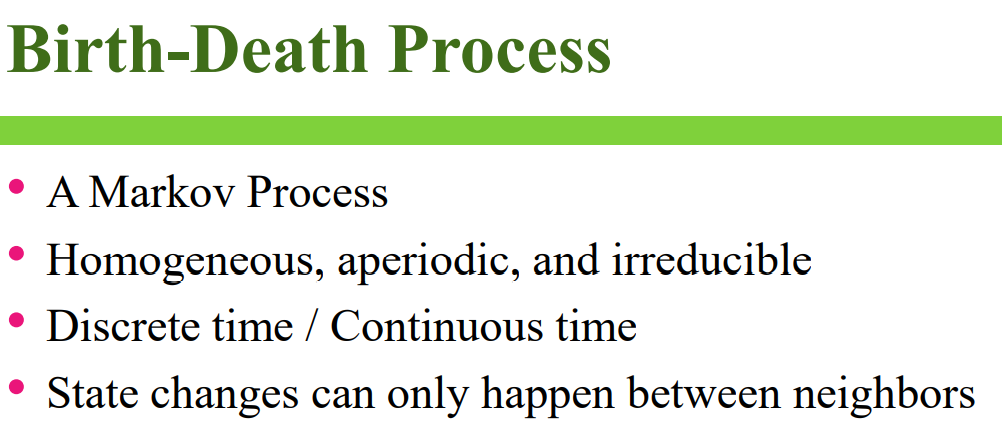 Birth-Death Process
• A Markov Process
• Homogeneous, aperiodic, and irreducible
• Discrete time / Continuous time
• State changes can only happen between neighbors